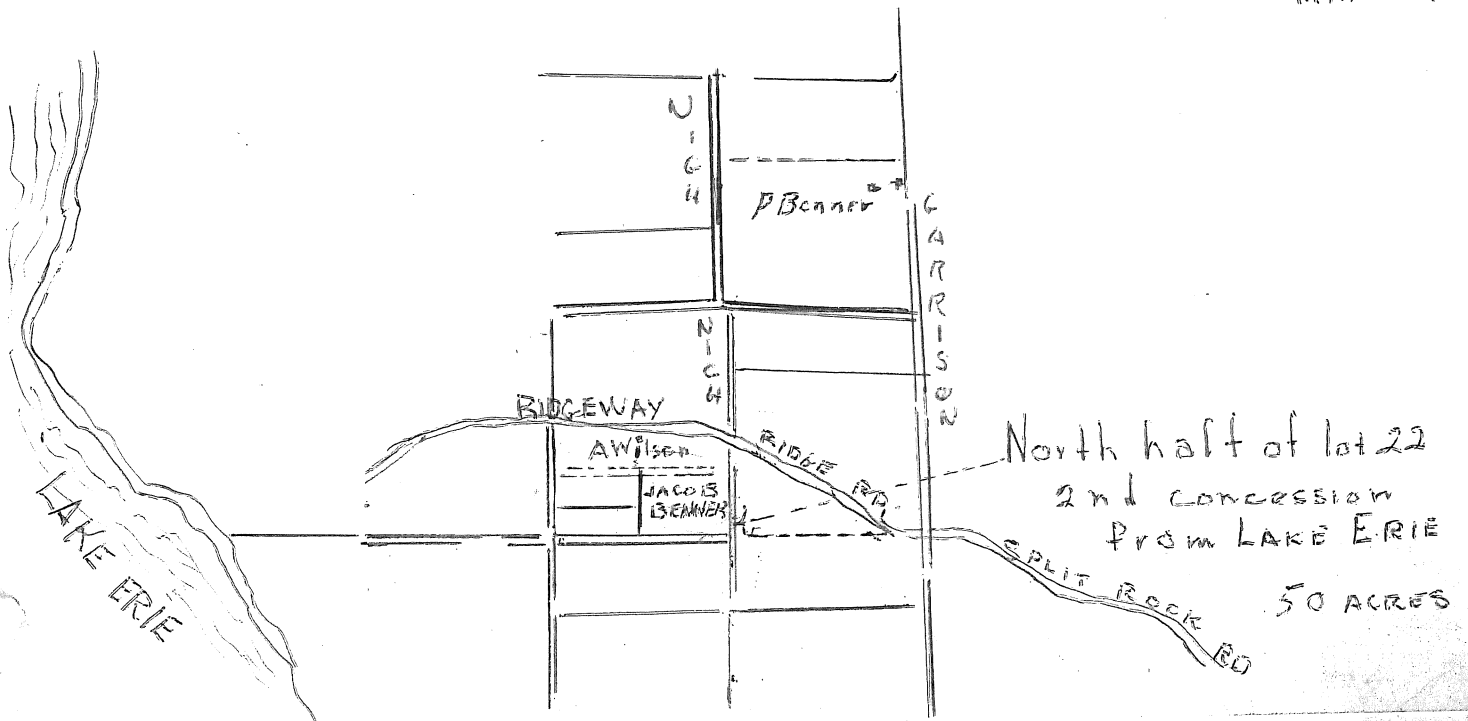 NIGH
P Benner
GARRISON
NIGH
RIDGEWAY
A Wilson
RIDGE RD
JACOB
BENNER
North half of lot 22
2nd concession
from LAKE ERIE
50 ACRES
SPLIT ROCK RD
LAKE ERIE